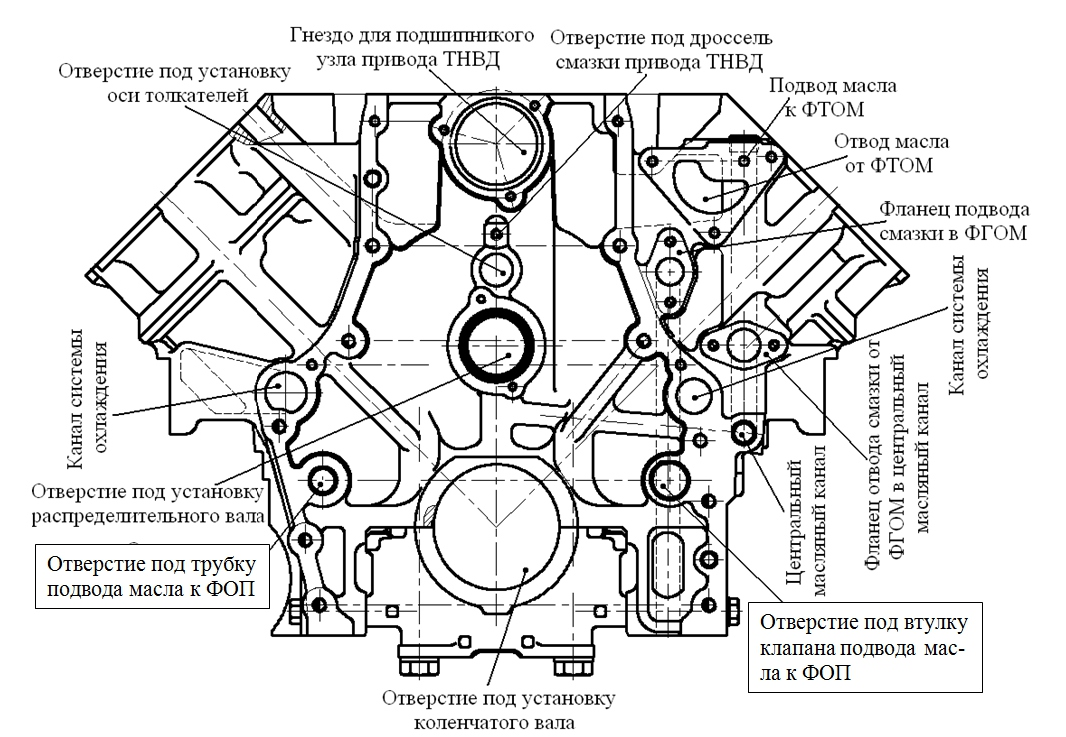 Гнездо для подшипникого
узла привода ТНВД
Отверстие под дроссель
смазки привода ТНВД
Отверстие под установку
оси толкателей
Подвод масла
к ФТОМ
Отвод масла
от ФТОМ
Фланец подвода
смазки в ФГОМ
Канал системы
охлаждения
Канал системы
охлаждения
Отверстие под установку
распределительного вала
Отверстие под трубку
подвода масла к ФОП
Центральный
масляный канал
Фланец отвода смазки от
ФГОМ в центральный
масляный канал
Отверстие под втулку
клапана подвода мас-
ла к ФОП
Отверстие под установку
коленчатого вала